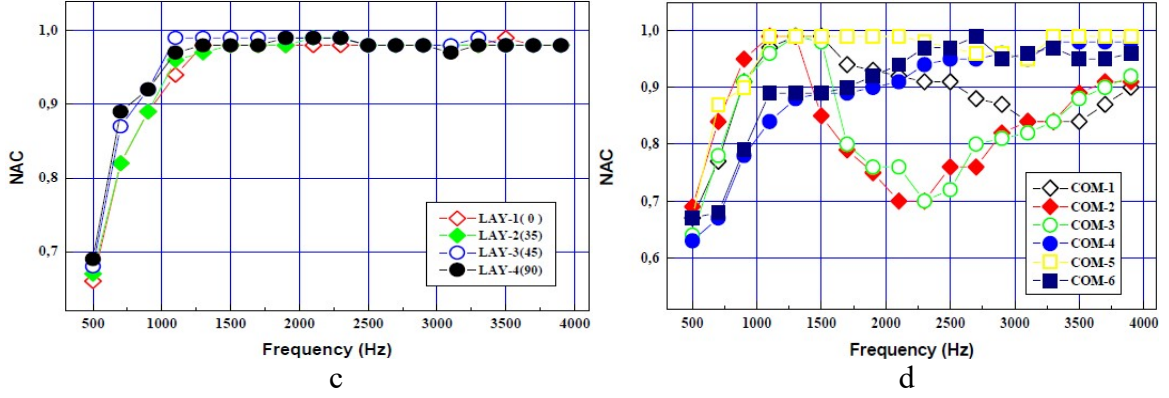 NAC
1,0
0,9
0,8
0,7
LAY-1( 0 )
LAY-2(35)
LAY-3(45)
LAY-4(90)
500 1000 1500 2000 2500 3000 3500 4000
Frequency (Hz)
c
NAC
1,0
0,9
0,8
0,7
0,6
COM-1
COM-2
COM-3
COM-4
COM-5
COM-6
500 1000 1500 2000 2500 3000 3500 4000
Frequency (Hz)
d